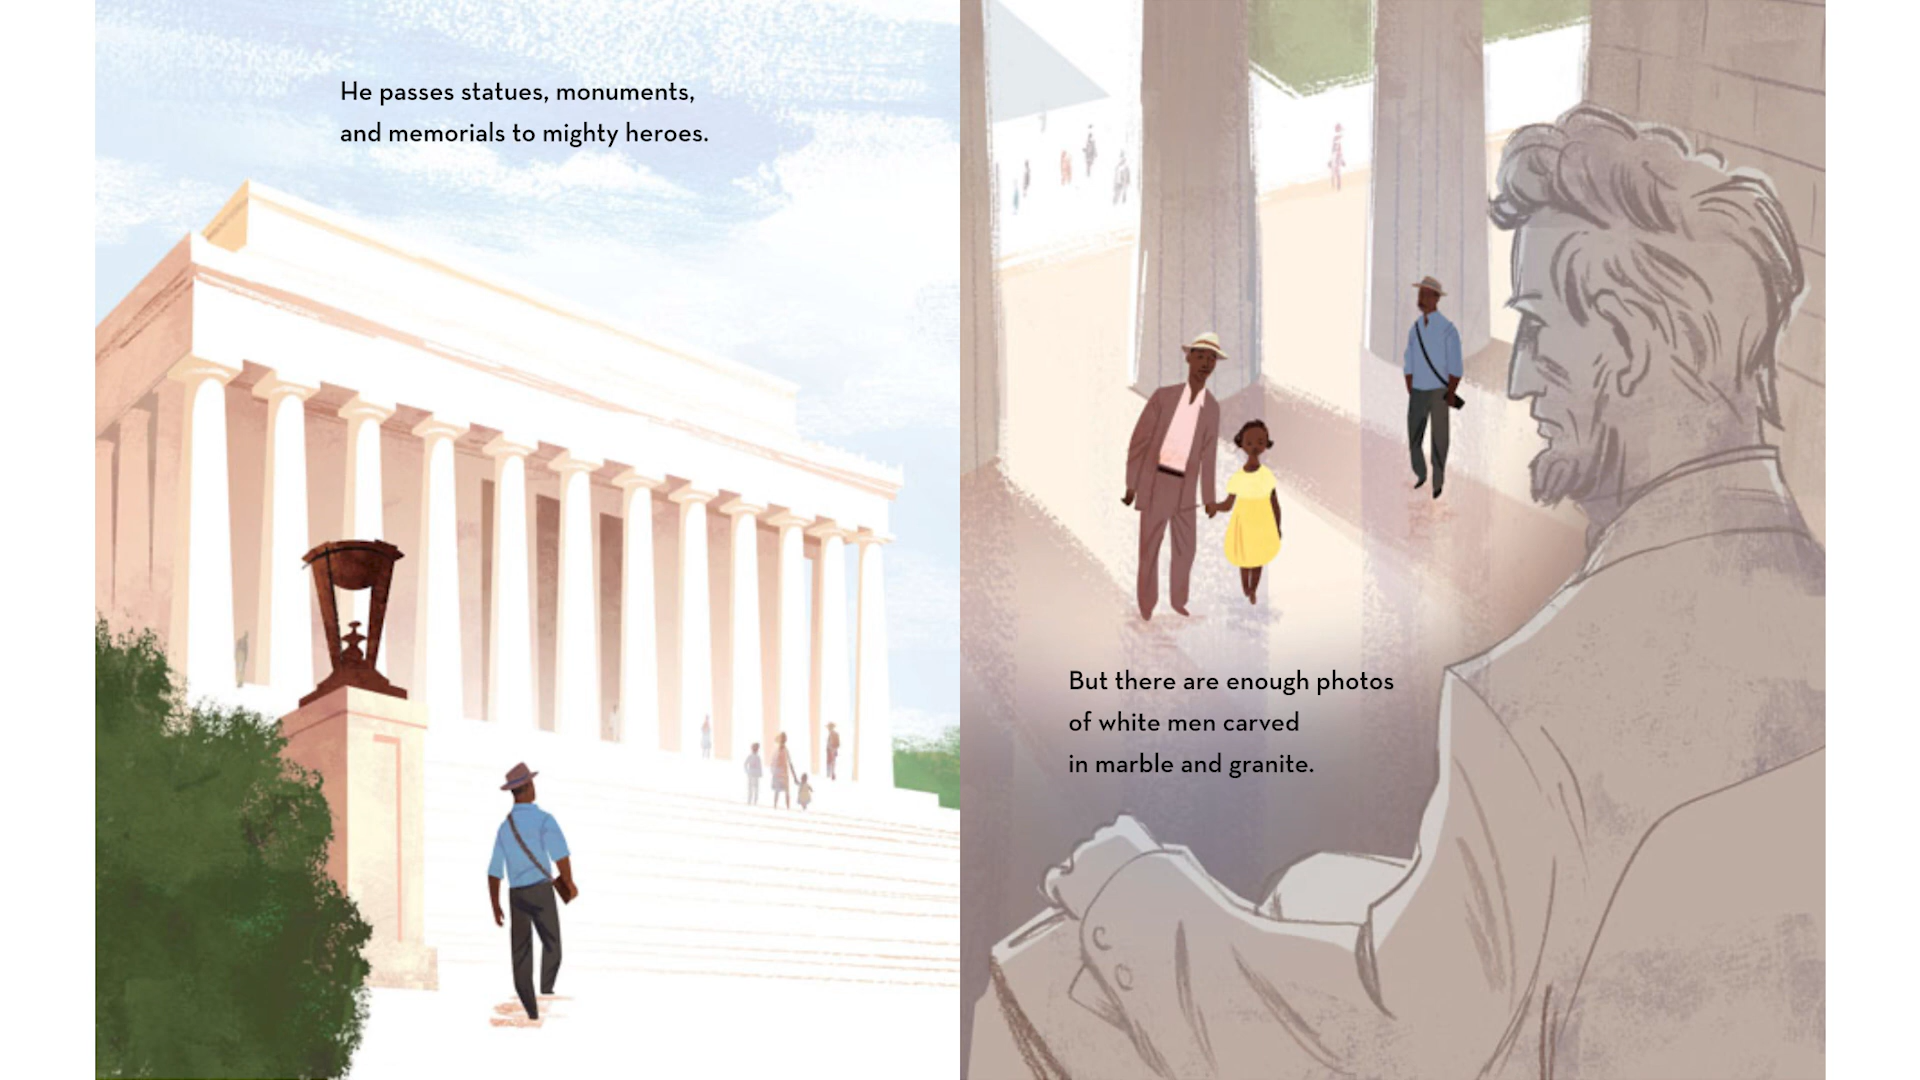 He passes statues, monuments,
and memorials to mighty heroes.
But there are enough photos
of white men carved
in marble and granite.